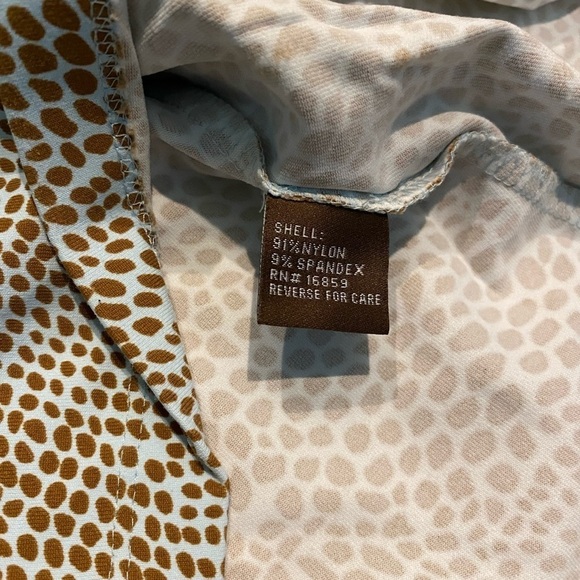 SHELL:
91%NYLON
9% SPANDEX
RN# 16859
REVERSE FOR CARE